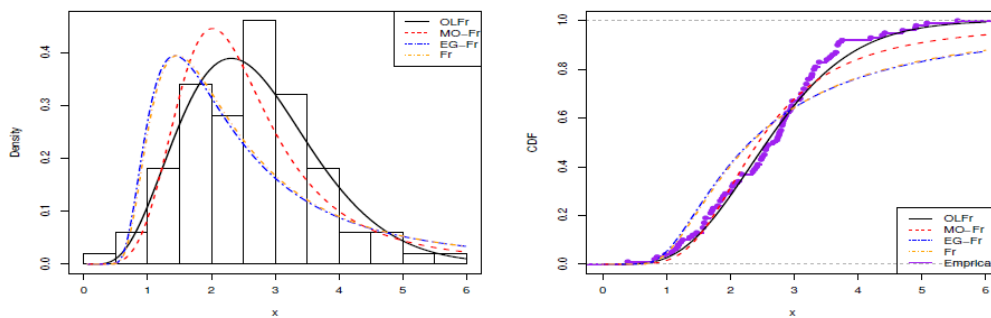 OLFr
MO-Fr
EG-Fr
Fr
Density
0.0 0.1 0.2 0.3 0.4
0 1 2 3 4 5 6
x
CDF
0.0 0.2 0.4 0.6 0.8 1.0
OLFr
MO-Fr
EG-Fr
Fr
Emprica
0 1 2 3 4 5 6
x